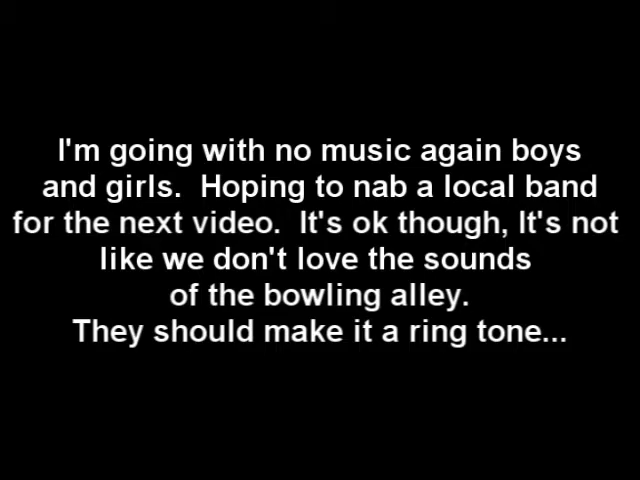 I'm going with no music again boys
and girls.  Hoping to nab a local band
for the next video.  It's ok though, It's not
like we don't love the sounds
of the bowling alley.
They should make it a ring tone...